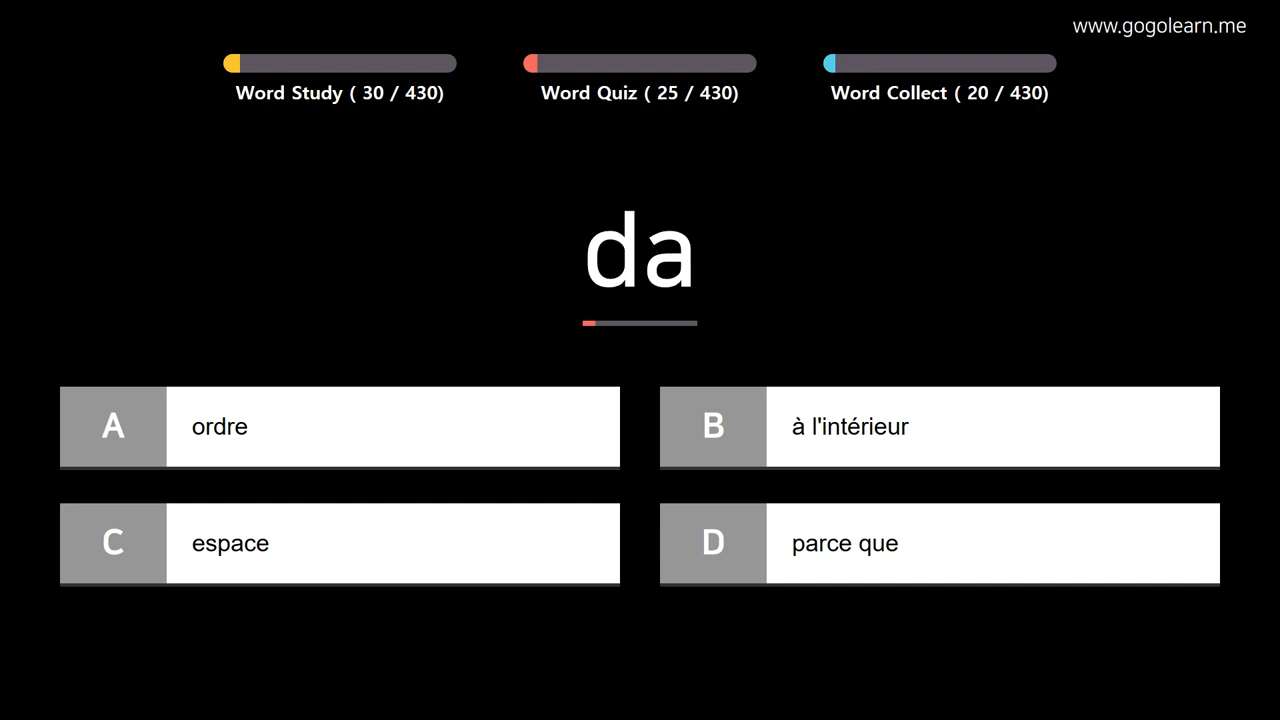 www.gogolearn.me
Word Study ( 30 / 430)
Word Quiz ( 25 / 430)
Word Collect ( 20 / 430)
da
A ordre
B à l'intérieur
C espace
D parce que